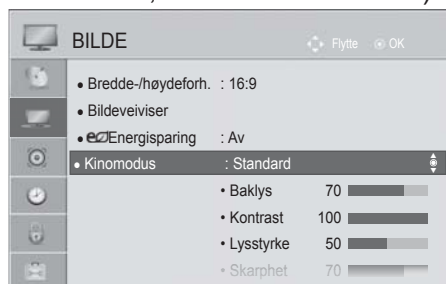 BILDE
Flytte OK
• Bredde-/høydeforh. : 16:9
• Bildeveiviser
• eco Energisparing : Av
• Kinomodus : Standard
• Baklys 70
• Kontrast 100
• Lysstyrke 50
• Skarphet 70